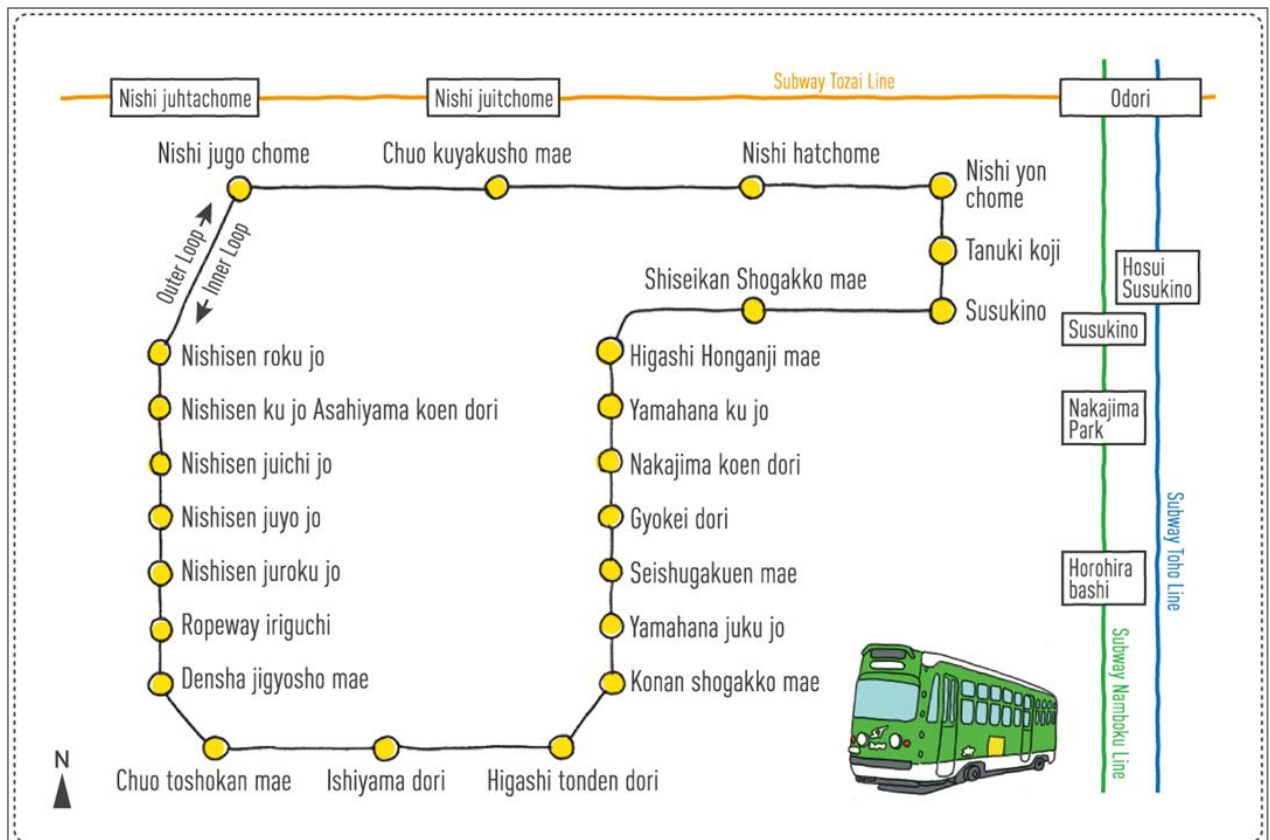 Subway Tozai Line
Nishi juhtachome
Nishi juitchome
Odori
Nishi jugo chome
Chuo kuyakusho mae
Nishi hatchome
Nishi yon
chome
Tanuki koji
Susukino
Shiseikan Shogakko mae
Outer Loop
Inner Loop
Hosui
Susukino
Susukino
Nakajima
Park
Horohira
bashi
Subway Toho Line
Subway Namboku Line
Nishisen roku jo
Nishisen ku jo Asahiyama koen dori
Nishisen juichi jo
Nishisen juyo jo
Nishisen juroku jo
Ropeway iriguchi
Densha jigyosho mae
Higashi Honganji mae
Yamahana ku jo
Nakajima koen dori
Gyokei dori
Seishugakuen mae
Yamahana juku jo
Konan shogakko mae
Chuo toshokan mae
Ishiyama dori
Higashi tonden dori
N
ST